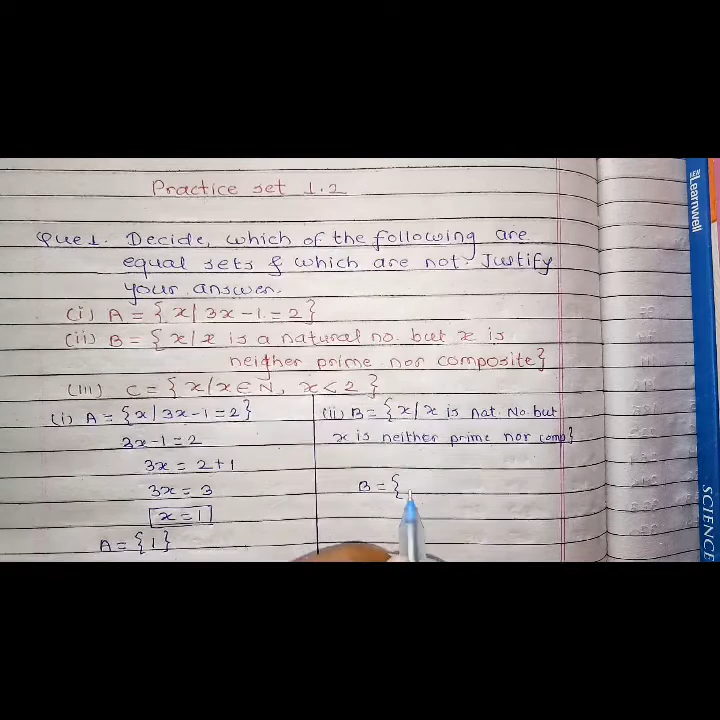 Practice set 1.2
Que 1. Decide, which of the following are
equal sets & which are not. Justify
your answer.
(i) A = {x | 3x - 1 = 2}
(ii) B = {x / x is a natural no. but x is
neither prime nor composite}
(iii) C = {x / x ∈ N, x < 2}
(i) A = {x | 3x - 1 = 2}
3x - 1 = 2
3x = 2 + 1
3x = 3
x = 1
A = {1}
(ii) B = {x / x is nat. No. but
x is neither prime nor comp}
B = {
Learnwell
SCIENCE